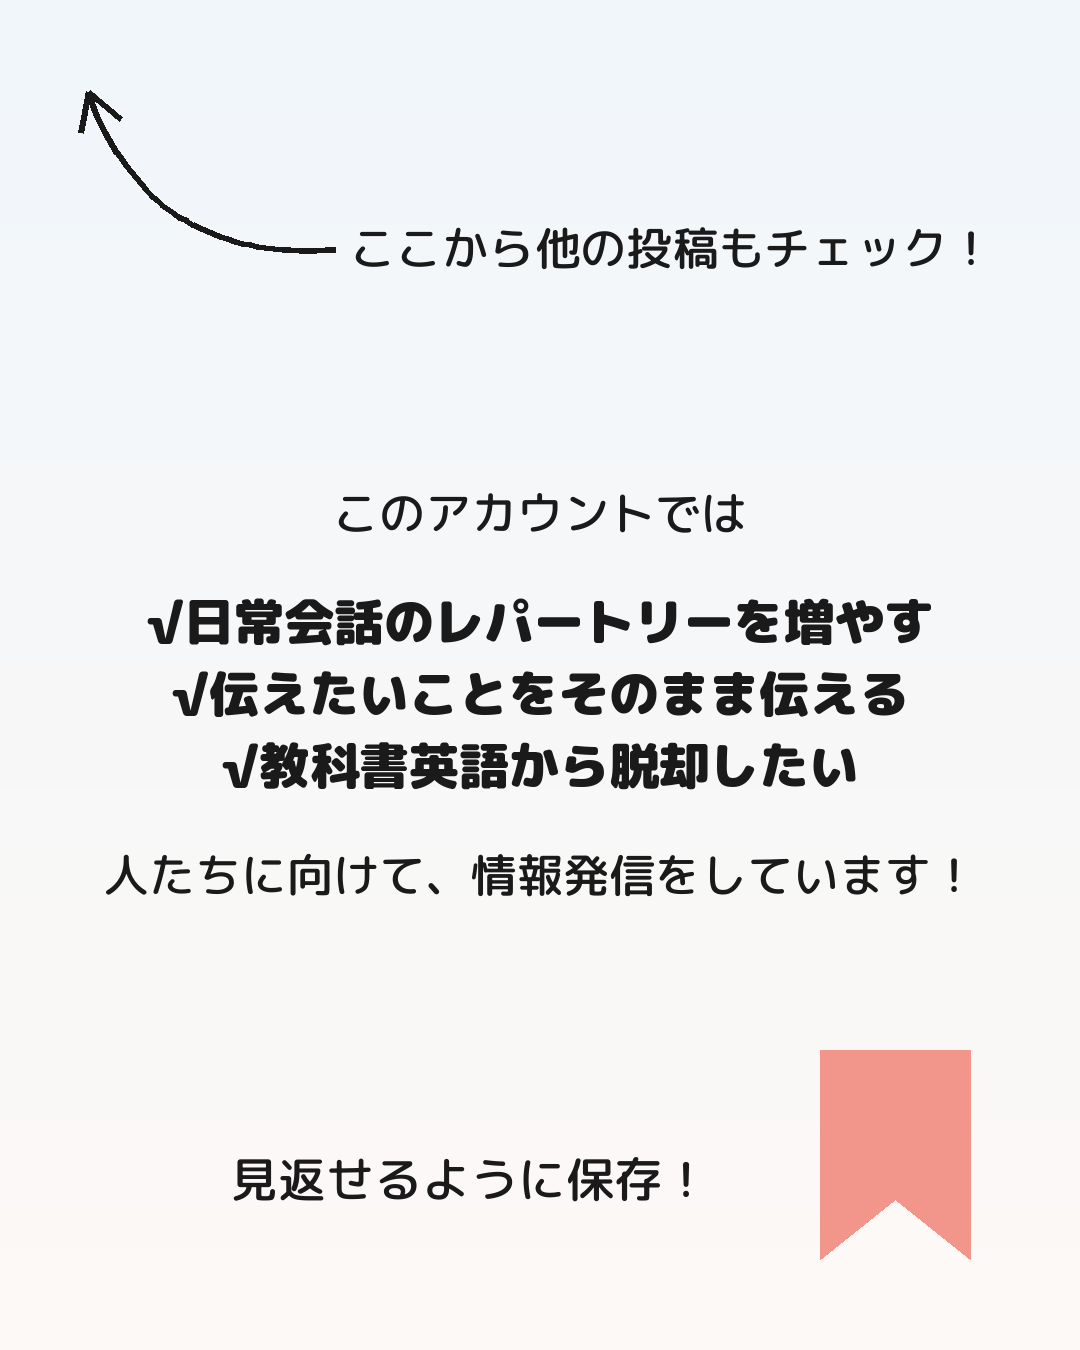 ここから他の投稿もチェック！
このアカウントでは
√日常会話のレパートリーを増やす
√伝えたいことをそのまま伝える
√教科書英語から脱却したい
人たちに向けて、情報発信をしています！
見返せるように保存！